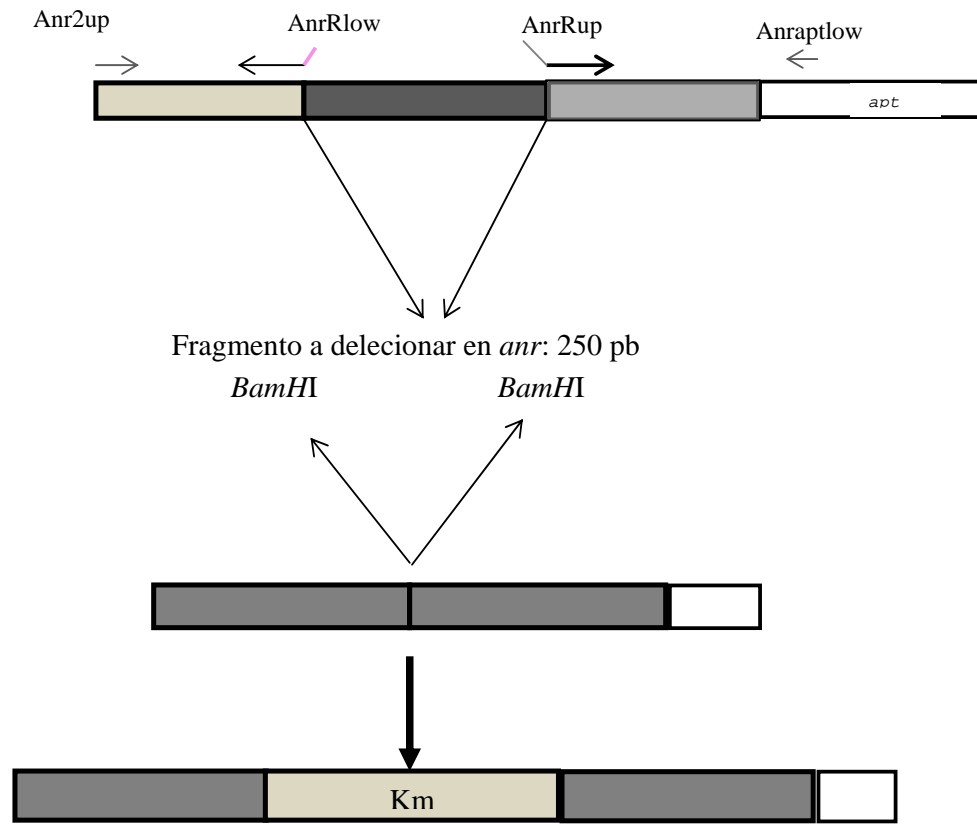 Anr2up
AnrRlow
AnrRup
Anraptlow
apt
Fragmento a delecionar en anr: 250 pb
BamHI BamHI
Km